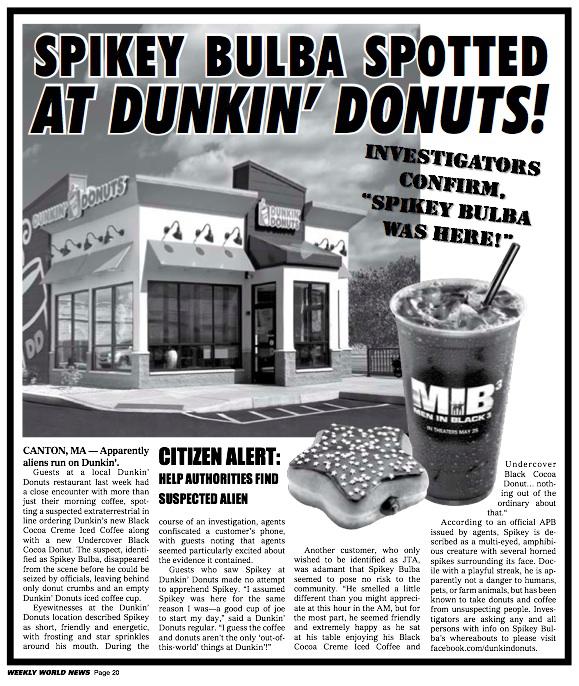 SPIKEY BULBA SPOTTED
AT DUNKIN' DONUTS!
INVESTIGATORS
CONFIRM,
"SPIKEY BULBA
WAS HERE!"
DUNKIN' DONUTS
DUNKIN'
DONUTS
DD
MIB3
MEN IN BLACK 3
IN THEATERS MAY 25
CANTON, MA — Apparently
aliens run on Dunkin'.
Guests at a local Dunkin'
Donuts restaurant last week had
a close encounter with more than
just their morning coffee, spot-
ting a suspected extraterrestrial in
line ordering Dunkin's new Black
Cocoa Creme Iced Coffee along
with a new Undercover Black
Cocoa Donut. The suspect, identi-
fied as Spikey Bulba, disappeared
from the scene before he could be
seized by officials, leaving behind
only donut crumbs and an empty
Dunkin' Donuts iced coffee cup.
Eyewitnesses at the Dunkin'
Donuts location described Spikey
as short, friendly and energetic,
with frosting and star sprinkles
around his mouth. During the
CITIZEN ALERT:
HELP AUTHORITIES FIND
SUSPECTED ALIEN
course of an investigation, agents
confiscated a customer's phone,
with guests noting that agents
seemed particularly excited about
the evidence it contained.
Guests who saw Spikey at
Dunkin' Donuts made no attempt
to apprehend Spikey. "I assumed
Spikey was here for the same
reason I was—a good cup of joe
to start my day," said a Dunkin'
Donuts regular. "I guess the coffee
and donuts aren't the only 'out-of-
this-world' things at Dunkin'!"
Another customer, who only
wished to be identified as JTA,
was adamant that Spikey Bulba
seemed to pose no risk to the
community. "He smelled a little
different than you might appreci-
ate at this hour in the AM, but for
the most part, he seemed friendly
and extremely happy as he sat
at his table enjoying his Black
Cocoa Creme Iced Coffee and
Undercover
Black Cocoa
Donut... noth-
ing out of the
ordinary about
that."
According to an official APB
issued by agents, Spikey is de-
scribed as a multi-eyed, amphibi-
ous creature with several horned
spikes surrounding its face. Doc-
ile with a playful streak, he is ap-
parently not a danger to humans,
pets, or farm animals, but has been
known to take donuts and coffee
from unsuspecting people. Inves-
tigators are asking any and all
persons with info on Spikey Bul-
ba's whereabouts to please visit
facebook.com/dunkindonuts.
WEEKLY WORLD NEWS Page 20